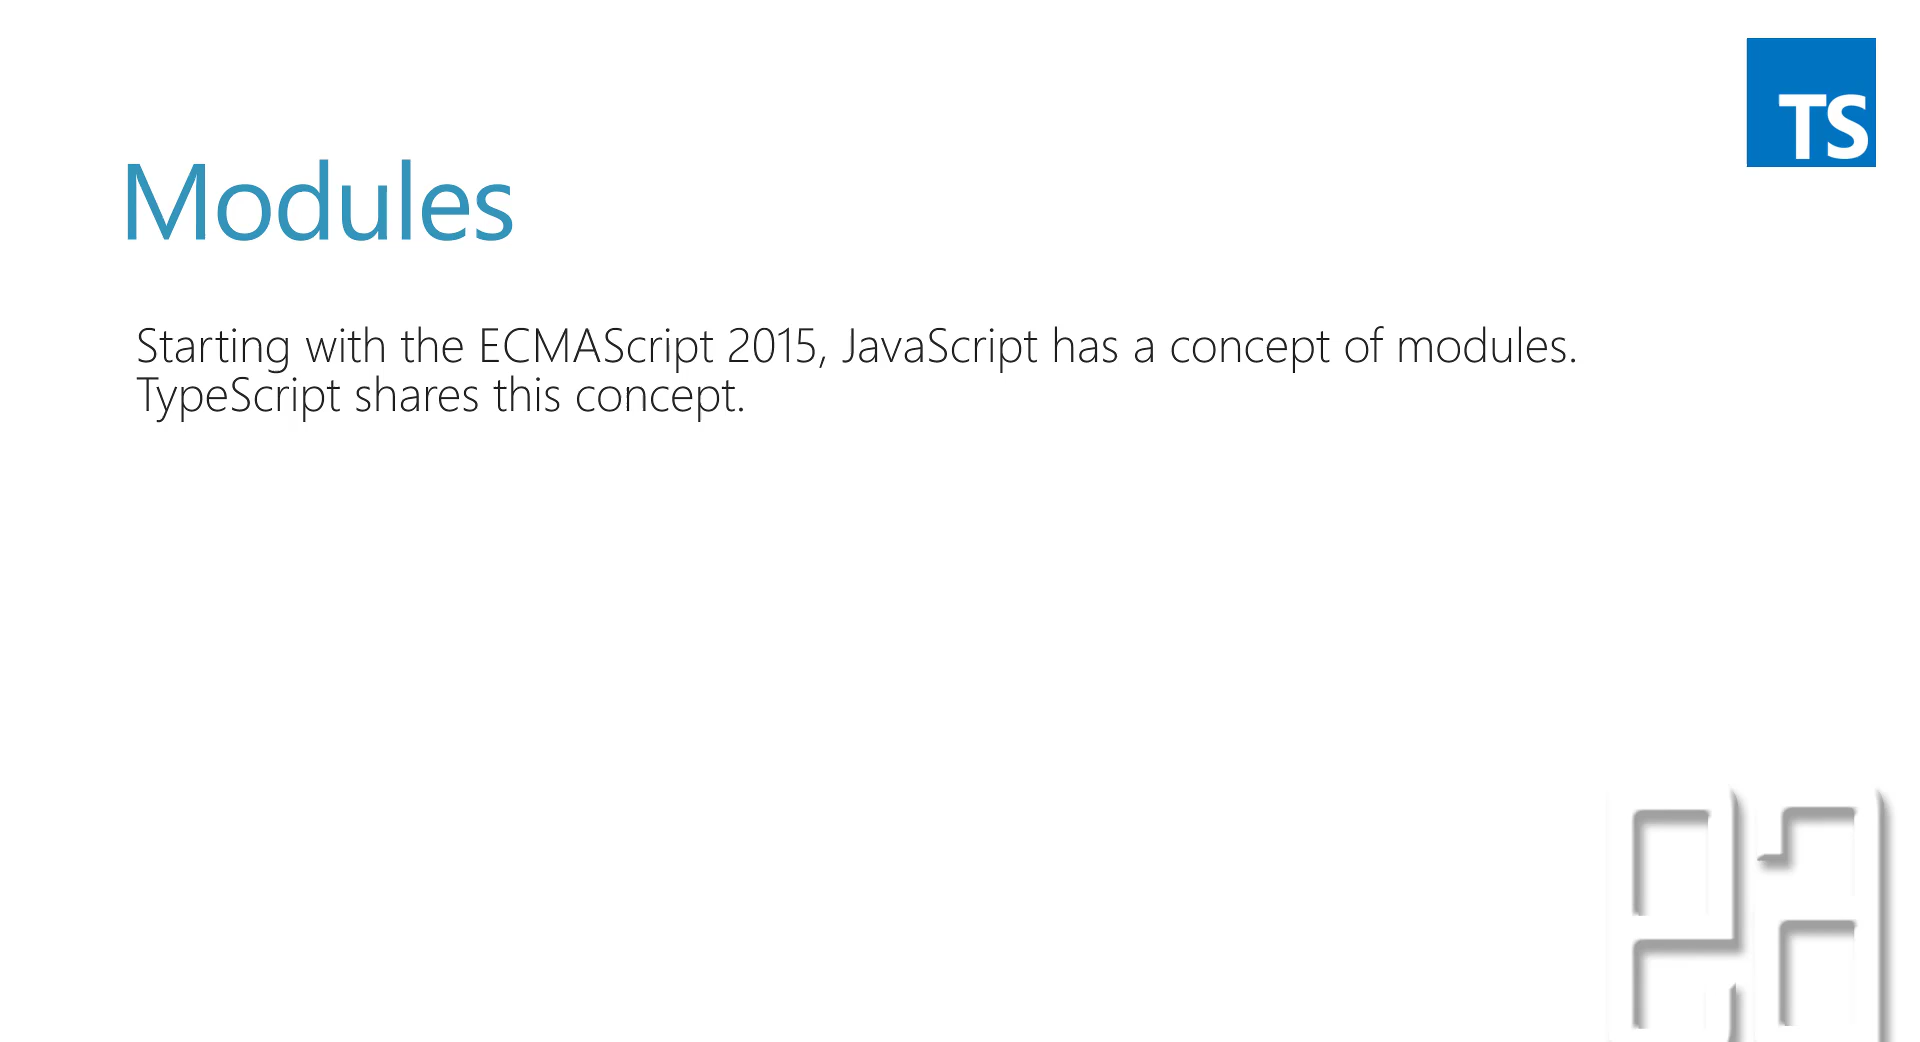 TS
Modules
Starting with the ECMAScript 2015, JavaScript has a concept of modules.
TypeScript shares this concept.